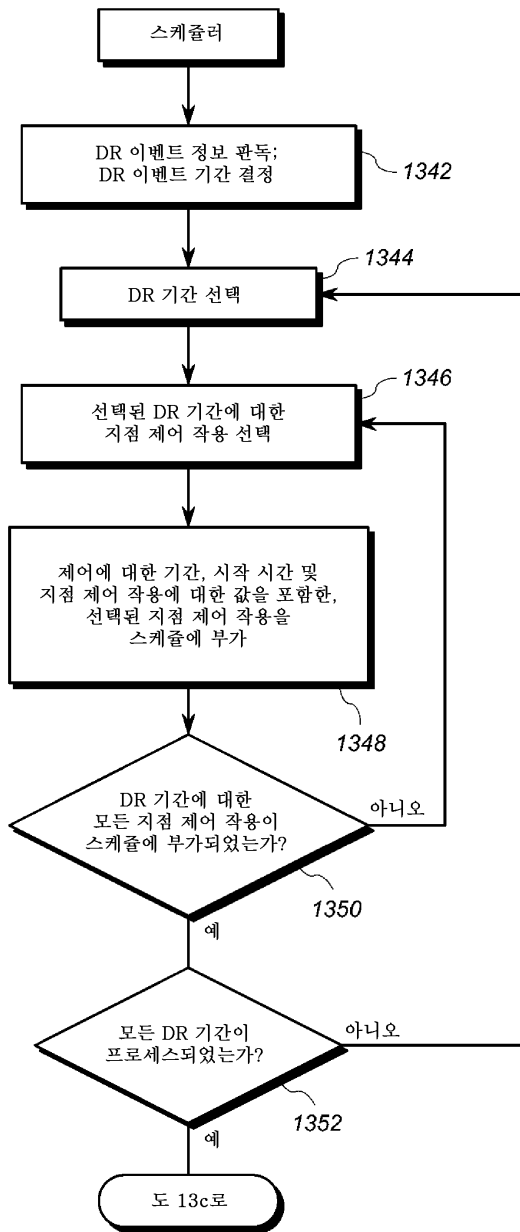 스케쥴러
DR 이벤트 정보 판독;
DR 이벤트 기간 결정
1342
1344
DR 기간 선택
1346
선택된 DR 기간에 대한
지점 제어 작용 선택
제어에 대한 기간, 시작 시간 및
지점 제어 작용에 대한 값을 포함한,
선택된 지점 제어 작용을
스케쥴에 부가
1348
DR 기간에 대한
모든 지점 제어 작용이
스케쥴에 부가되었는가?
아니오
1350
예
모든 DR 기간이
프로세스되었는가?
아니오
1352
예
도 13c로